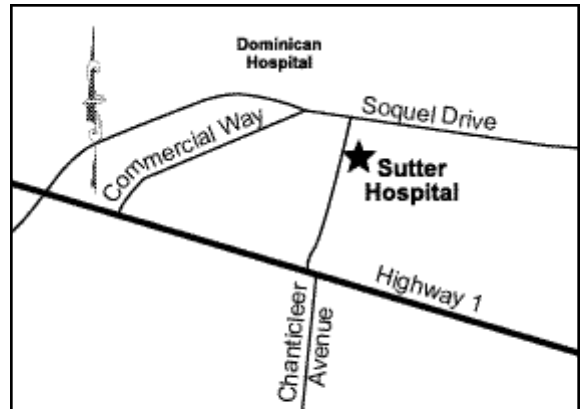 Dominican
Hospital
Soquel Drive
Commercial Way
Sutter
Hospital
Highway 1
Chanticleer
Avenue